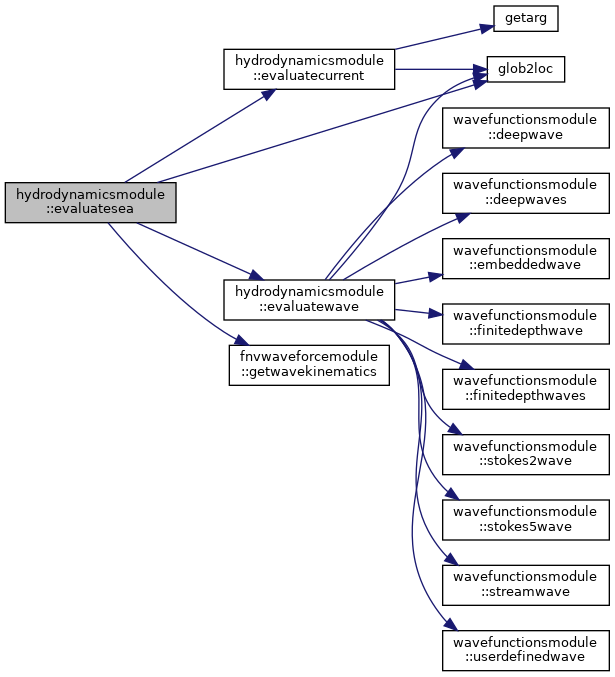 getarg
hydrodynamicsmodule
::evaluatecurrent
glob2loc
wavefunctionsmodule
::deepwave
wavefunctionsmodule
::deepwaves
hydrodynamicsmodule
::evaluatesea
wavefunctionsmodule
::embeddedwave
hydrodynamicsmodule
::evaluatewave
wavefunctionsmodule
::finitedepthwave
fnvwaveforcemodule
::getwavekinematics
wavefunctionsmodule
::finitedepthwaves
wavefunctionsmodule
::stokes2wave
wavefunctionsmodule
::stokes5wave
wavefunctionsmodule
::streamwave
wavefunctionsmodule
::userdefinedwave